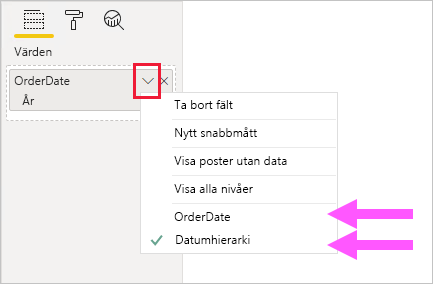 Värden
OrderDate
År
Ta bort fält
Nytt snabbmått
Visa poster utan data
Visa alla nivåer
OrderDate
Datumhierarki